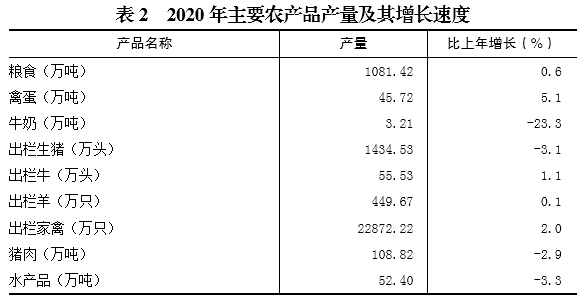 表 2　2020 年主要农产品产量及其增长速度
产品名称　产量　比上年增长（%）
粮食（万吨）　1081.42　0.6
禽蛋（万吨）　45.72　5.1
牛奶（万吨）　3.21　-23.3
出栏生猪（万头）　1434.53　-3.1
出栏牛（万头）　55.53　1.1
出栏羊（万只）　449.67　0.1
出栏家禽（万只）　22872.22　2.0
猪肉（万吨）　108.82　-2.9
水产品（万吨）　52.40　-3.3